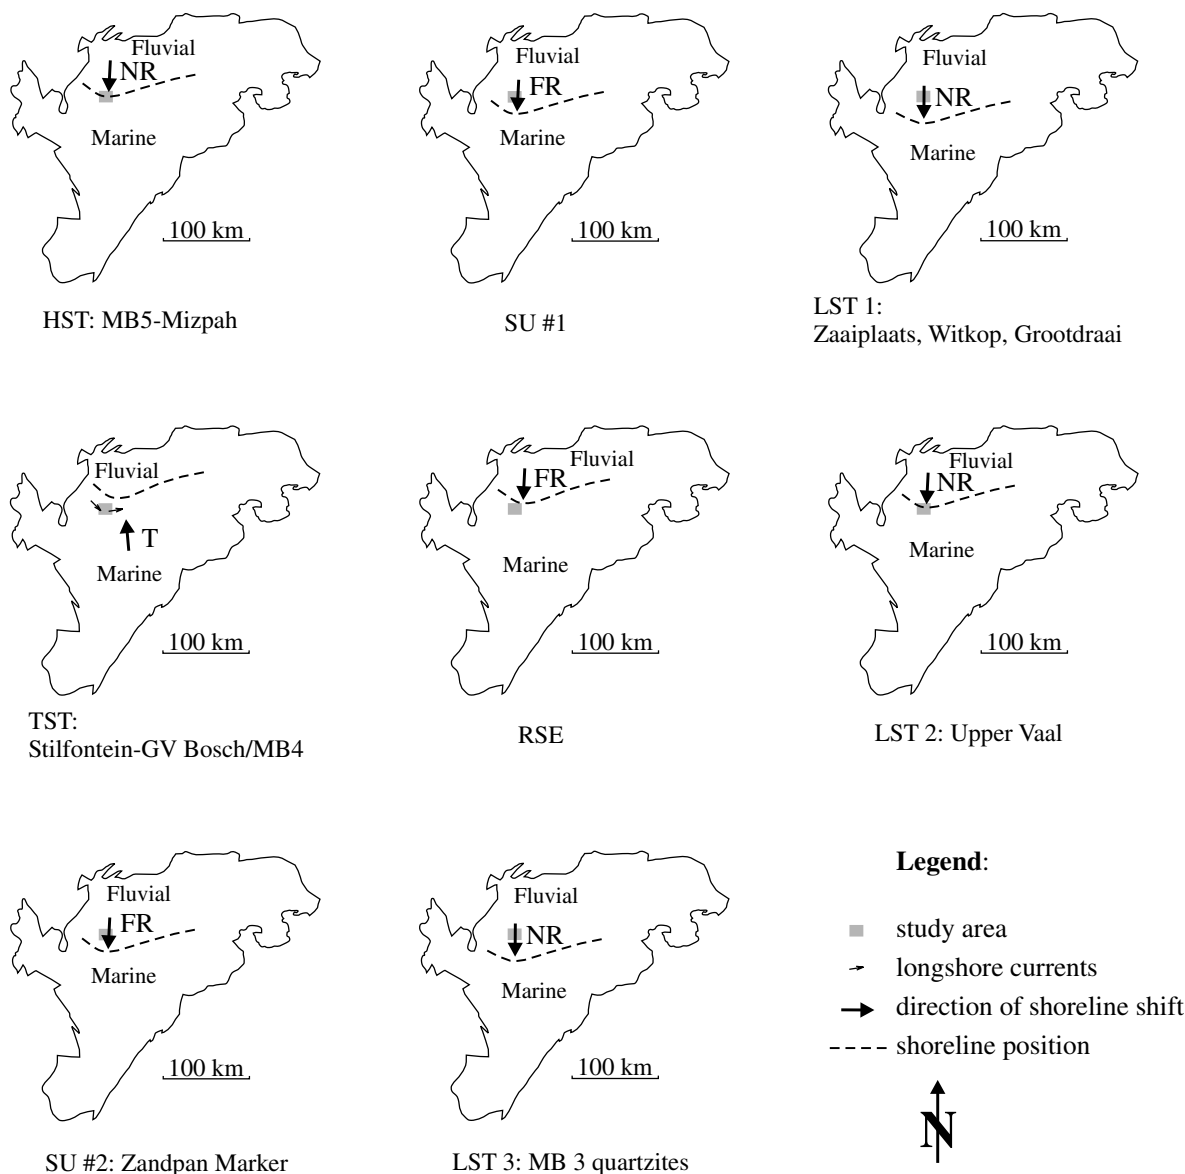 Fluvial
NR
Marine
100 km
HST: MB5-Mizpah
Fluvial
FR
Marine
100 km
SU #1
Fluvial
NR
Marine
100 km
LST 1:
Zaaiplaats, Witkop, Grootdraai
Fluvial
T
Marine
100 km
TST:
Stilfontein-GV Bosch/MB4
Fluvial
FR
Marine
100 km
RSE
Fluvial
NR
Marine
100 km
LST 2: Upper Vaal
Fluvial
FR
Marine
100 km
SU #2: Zandpan Marker
Fluvial
NR
Marine
100 km
LST 3: MB 3 quartzites
Legend:
study area
longshore currents
direction of shoreline shift
shoreline position
N